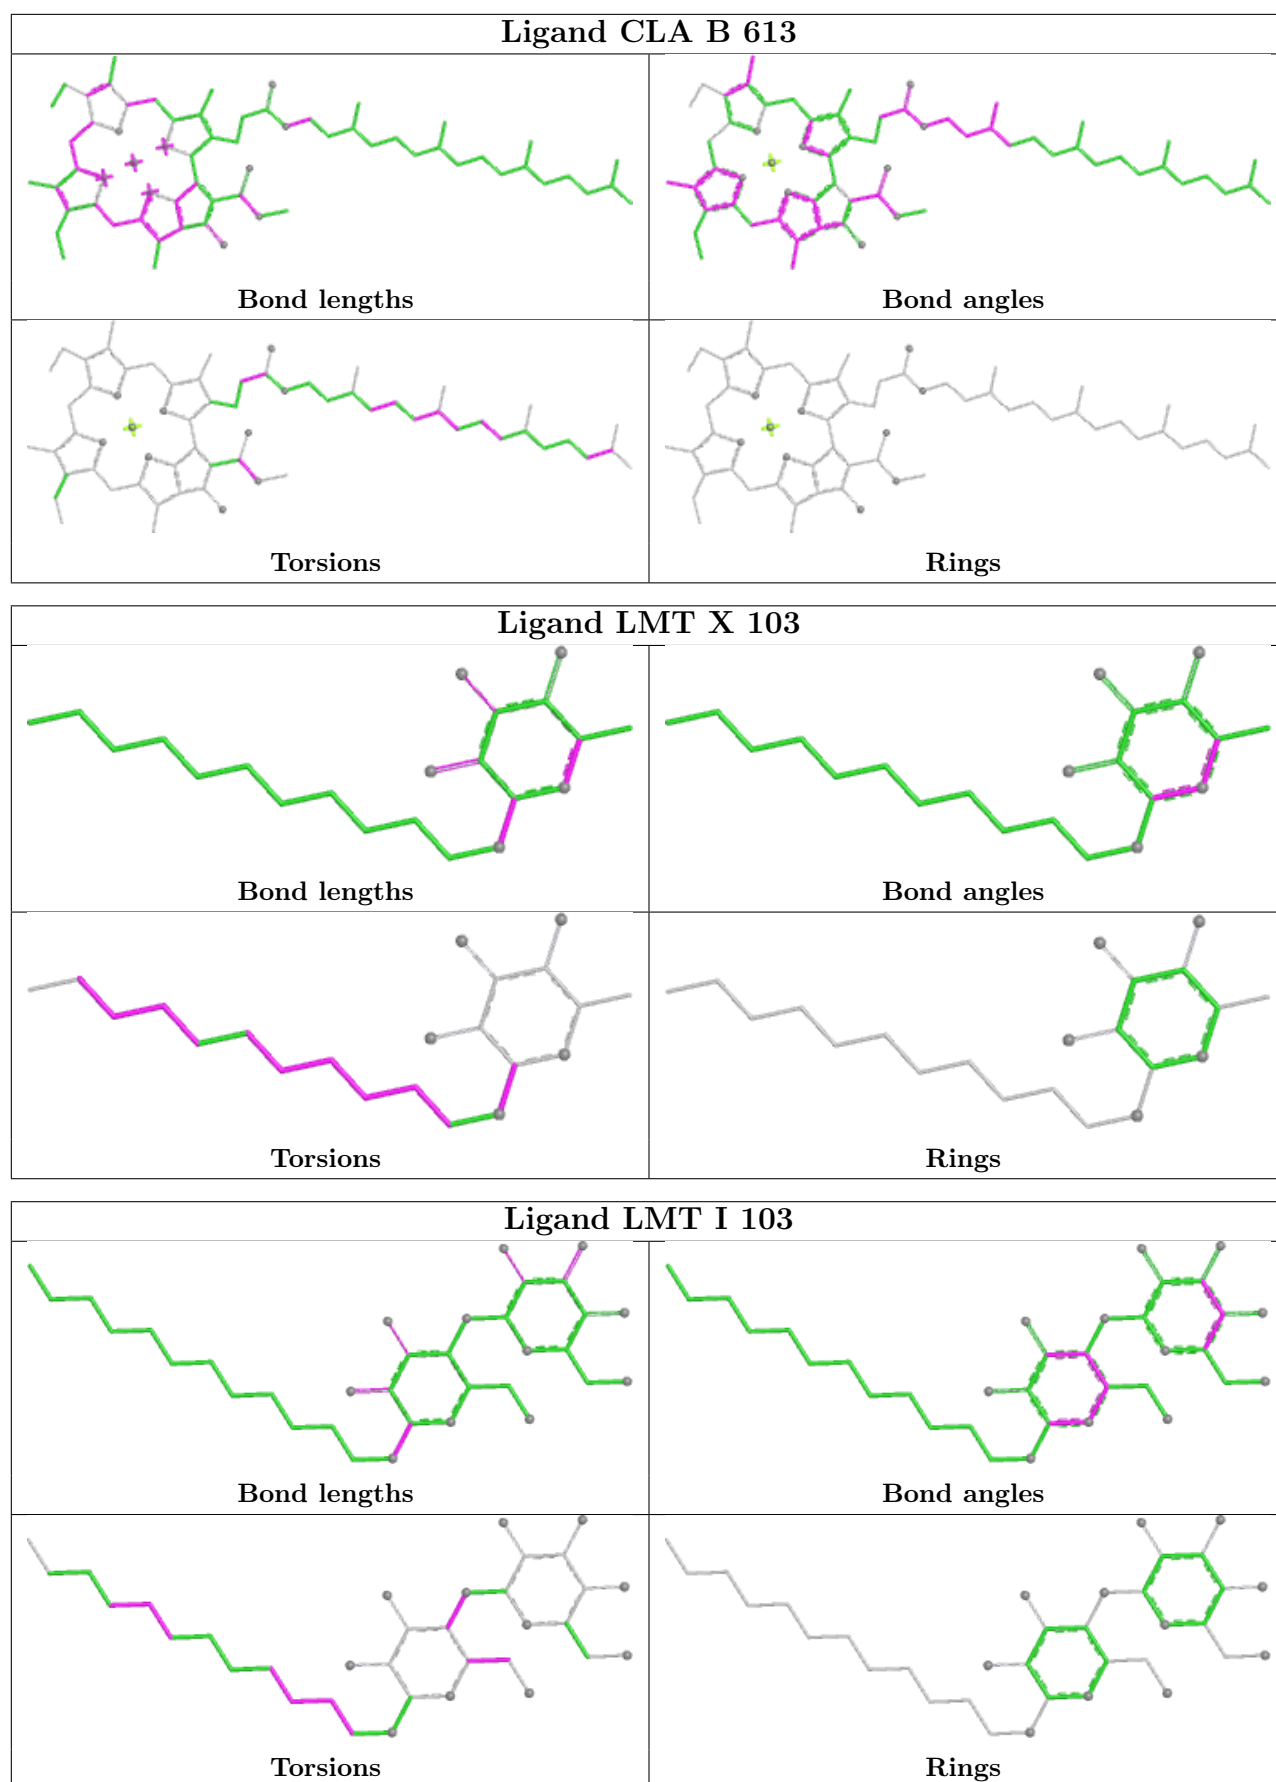 Ligand CLA B 613
Bond lengths
Bond angles
Torsions
Rings
Ligand LMT X 103
Bond lengths
Bond angles
Torsions
Rings
Ligand LMT I 103
Bond lengths
Bond angles
Torsions
Rings